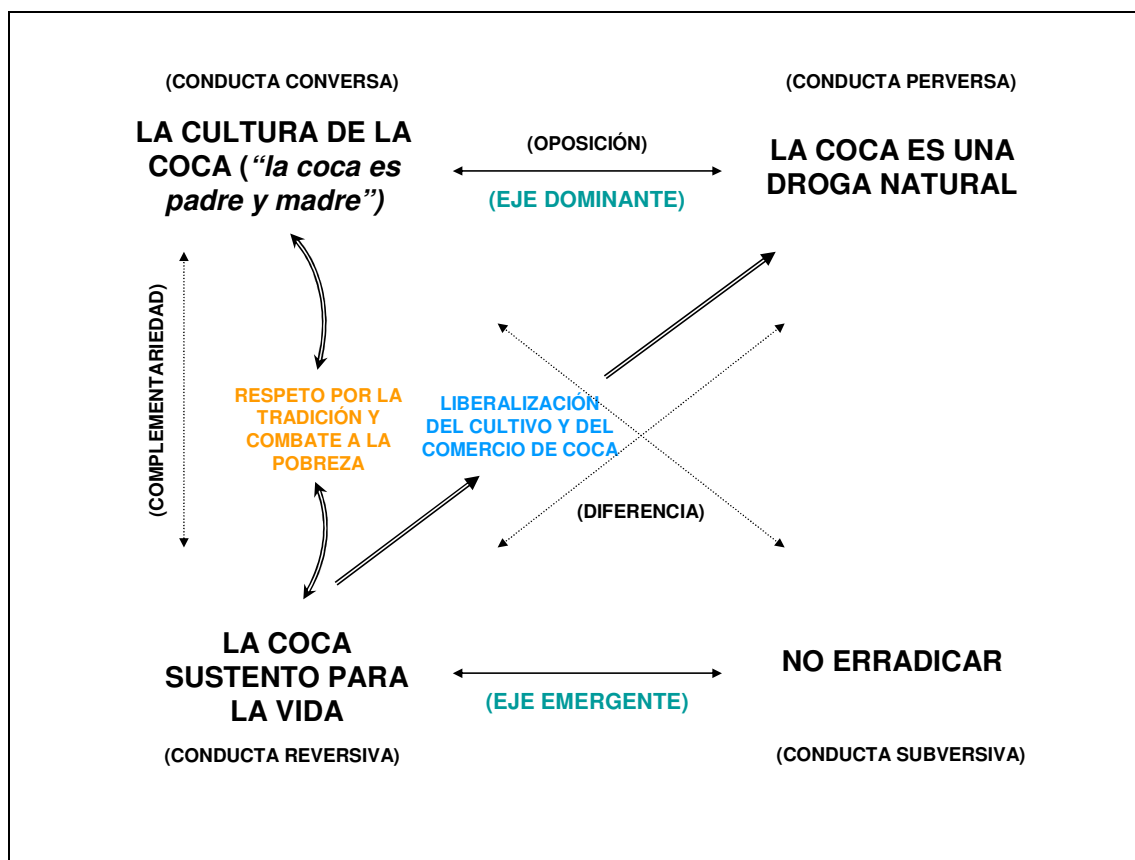 (CONDUCTA CONVERSA)
LA CULTURA DE LA
COCA (“la coca es
padre y madre”)
(OPOSICIÓN)
(EJE DOMINANTE)
(CONDUCTA PERVERSA)
LA COCA ES UNA
DROGA NATURAL
(COMPLEMENTARIEDAD)
RESPETO POR LA
TRADICIÓN Y
COMBATE A LA
POBREZA
LIBERALIZACIÓN
DEL CULTIVO Y DEL
COMERCIO DE COCA
(DIFERENCIA)
LA COCA
SUSTENTO PARA
LA VIDA
(CONDUCTA REVERSIVA)
(EJE EMERGENTE)
NO ERRADICAR
(CONDUCTA SUBVERSIVA)